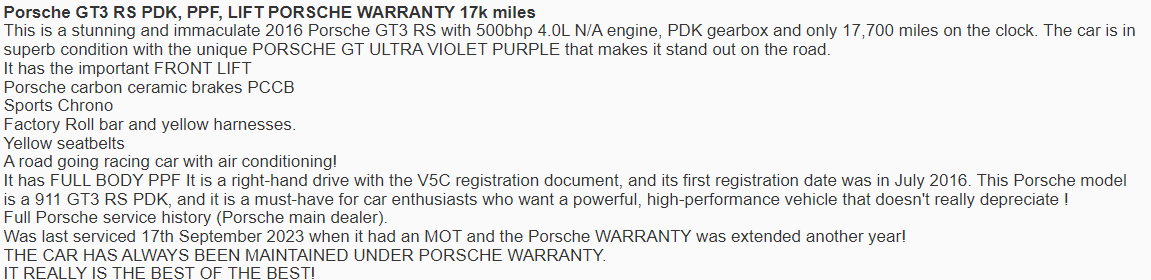 Porsche GT3 RS PDK, PPF, LIFT PORSCHE WARRANTY 17k miles
This is a stunning and immaculate 2016 Porsche GT3 RS with 500bhp 4.0L N/A engine, PDK gearbox and only 17,700 miles on the clock. The car is in
superb condition with the unique PORSCHE GT ULTRA VIOLET PURPLE that makes it stand out on the road.
It has the important FRONT LIFT
Porsche carbon ceramic brakes PCCB
Sports Chrono
Factory Roll bar and yellow harnesses.
Yellow seatbelts
A road going racing car with air conditioning!
It has FULL BODY PPF It is a right-hand drive with the V5C registration document, and its first registration date was in July 2016. This Porsche model
is a 911 GT3 RS PDK, and it is a must-have for car enthusiasts who want a powerful, high-performance vehicle that doesn't really depreciate !
Full Porsche service history (Porsche main dealer).
Was last serviced 17th September 2023 when it had an MOT and the Porsche WARRANTY was extended another year!
THE CAR HAS ALWAYS BEEN MAINTAINED UNDER PORSCHE WARRANTY.
IT REALLY IS THE BEST OF THE BEST!